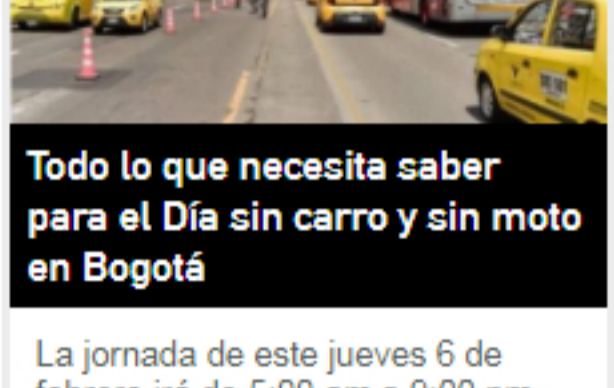 Todo lo que necesita saber
para el Día sin carro y sin moto
en Bogotá
La jornada de este jueves 6 de